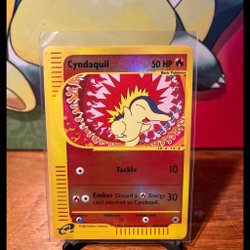 Cyndaquil 50 HP
Basic Pokémon
Tackle 10
Ember Discard a Energy 30
card attached to Cyndaquil.
e